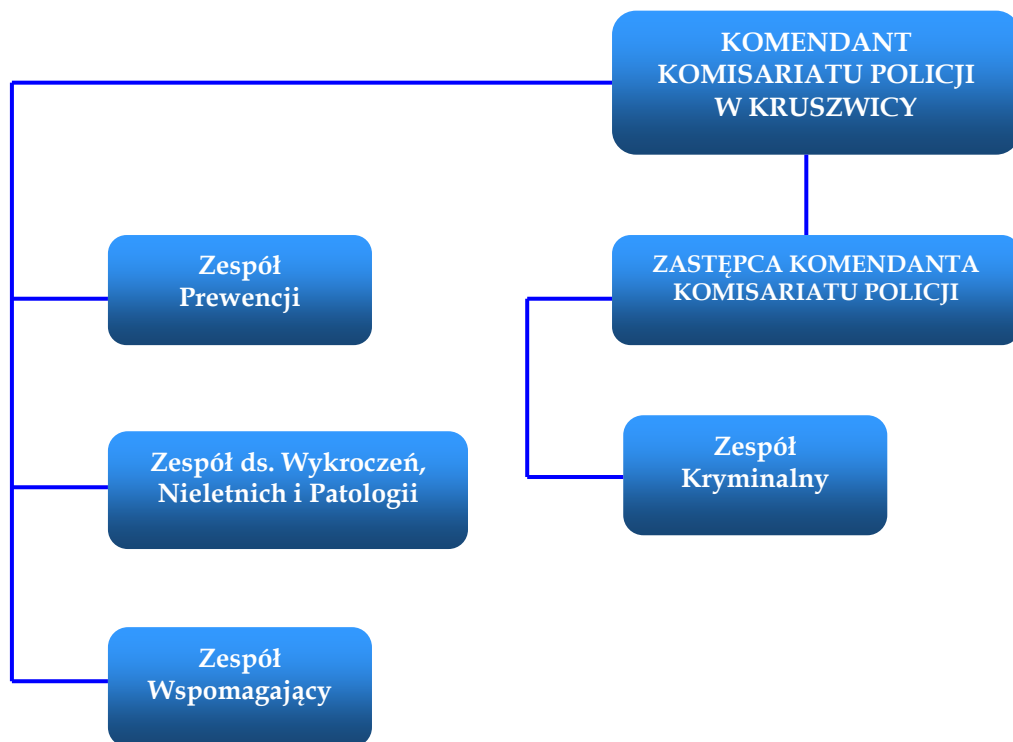 KOMENDANT
KOMISARIATU POLICJI
W KRUSZWICY
Zespół
Prewencji
ZASTĘPCA KOMENDANTA
KOMISARIATU POLICJI
Zespół ds. Wykroczeń,
Nieletnich i Patologii
Zespół
Kryminalny
Zespół
Wspomagający